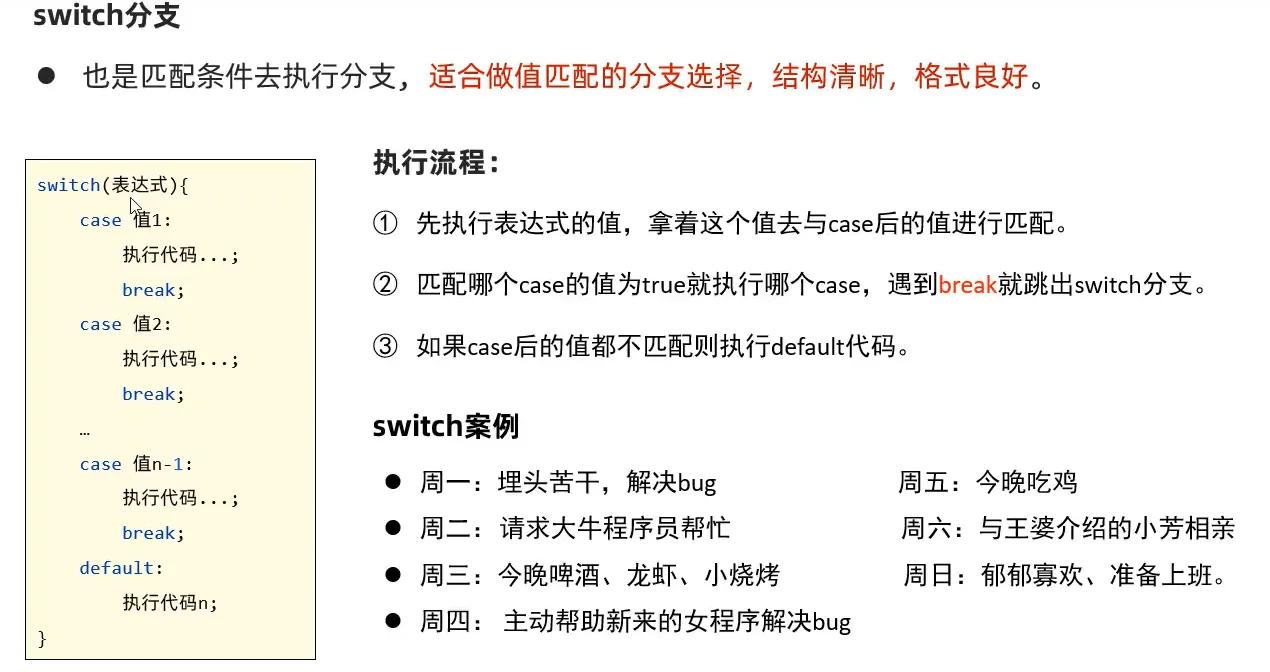 switch分支
● 也是匹配条件去执行分支，适合做值匹配的分支选择，结构清晰，格式良好。
switch(表达式){
case 值1:
执行代码...;
break;
case 值2:
执行代码...;
break;
…
case 值n-1:
执行代码...;
break;
default:
执行代码n;
}
执行流程：
① 先执行表达式的值，拿着这个值去与case后的值进行匹配。
② 匹配哪个case的值为true就执行哪个case，遇到break就跳出switch分支。
③ 如果case后的值都不匹配则执行default代码。
switch案例
● 周一：埋头苦干，解决bug
● 周二：请求大牛程序员帮忙
● 周三：今晚啤酒、龙虾、小烧烤
● 周四： 主动帮助新来的女程序解决bug
周五：今晚吃鸡
周六：与王婆介绍的小芳相亲
周日：郁郁寡欢、准备上班。